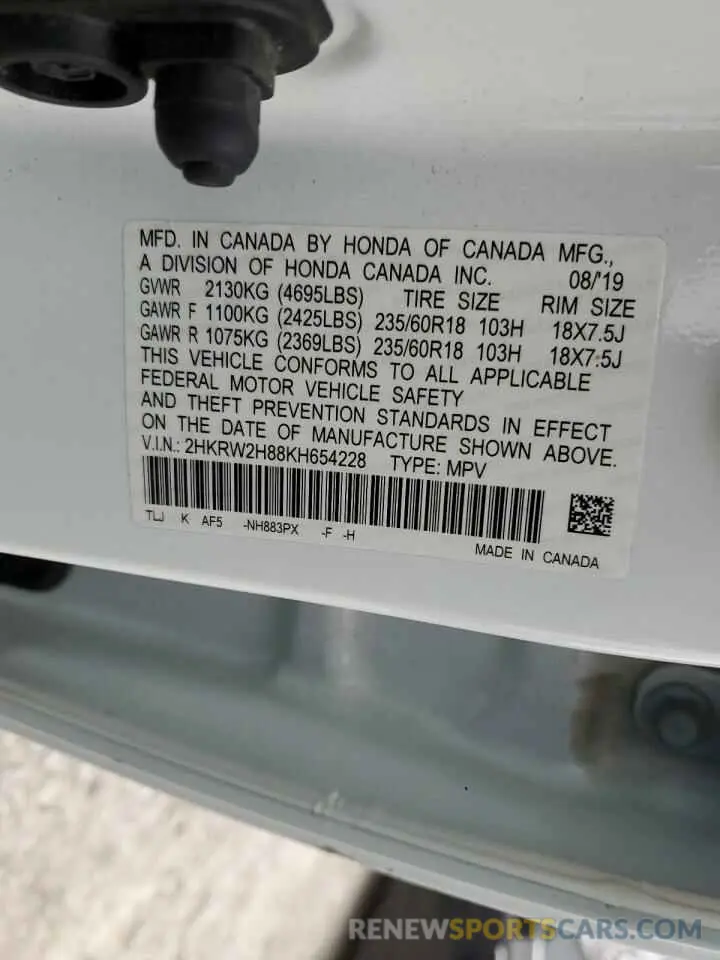 MFD. IN CANADA BY HONDA OF CANADA MFG.,
A DIVISION OF HONDA CANADA INC. 08/'19
GVWR 2130KG (4695LBS) TIRE SIZE RIM SIZE
GAWR F 1100KG (2425LBS) 235/60R18 103H 18X7.5J
GAWR R 1075KG (2369LBS) 235/60R18 103H 18X7.5J
THIS VEHICLE CONFORMS TO ALL APPLICABLE
FEDERAL MOTOR VEHICLE SAFETY
AND THEFT PREVENTION STANDARDS IN EFFECT
ON THE DATE OF MANUFACTURE SHOWN ABOVE.
V.I.N.: 2HKRW2H88KH654228 TYPE: MPV
TLJ K AF5 -NH883PX -F -H
MADE IN CANADA
RENEWSPORTSCARS.COM